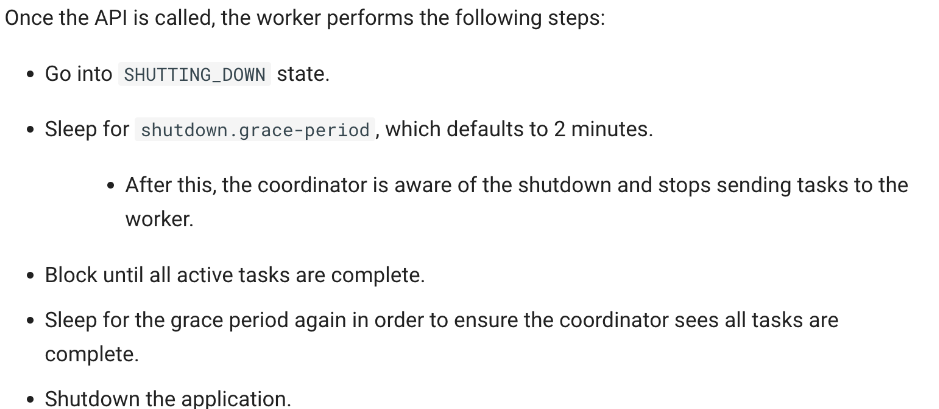 Once the API is called, the worker performs the following steps:
• Go into SHUTTING_DOWN state.
• Sleep for shutdown.grace-period, which defaults to 2 minutes.
• After this, the coordinator is aware of the shutdown and stops sending tasks to the
worker.
• Block until all active tasks are complete.
• Sleep for the grace period again in order to ensure the coordinator sees all tasks are
complete.
• Shutdown the application.